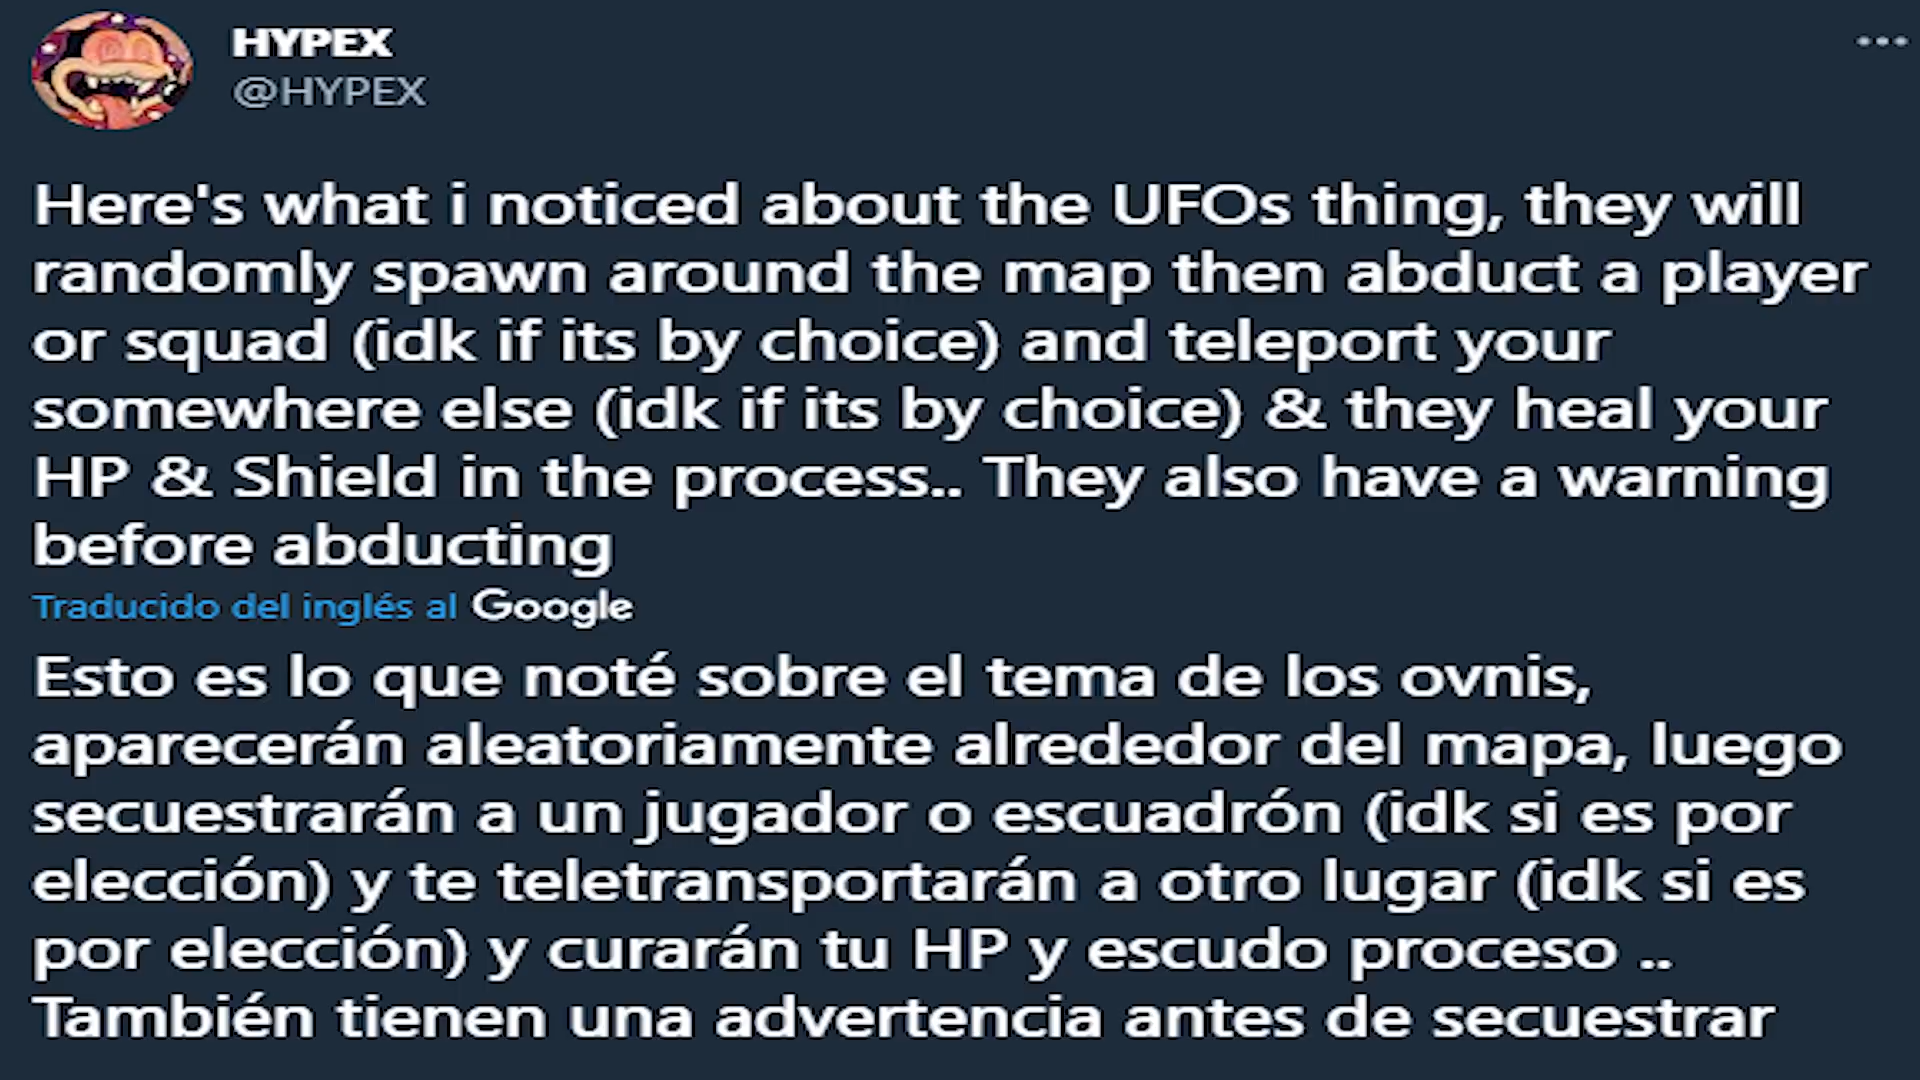 HYPEX
@HYPEX
Here's what i noticed about the UFOs thing, they will
randomly spawn around the map then abduct a player
or squad (idk if its by choice) and teleport your
somewhere else (idk if its by choice) & they heal your
HP & Shield in the process.. They also have a warning
before abducting
Traducido del inglés al Google
Esto es lo que noté sobre el tema de los ovnis,
aparecerán aleatoriamente alrededor del mapa, luego
secuestrarán a un jugador o escuadrón (idk si es por
elección) y te teletransportarán a otro lugar (idk si es
por elección) y curarán tu HP y escudo proceso ..
También tienen una advertencia antes de secuestrar